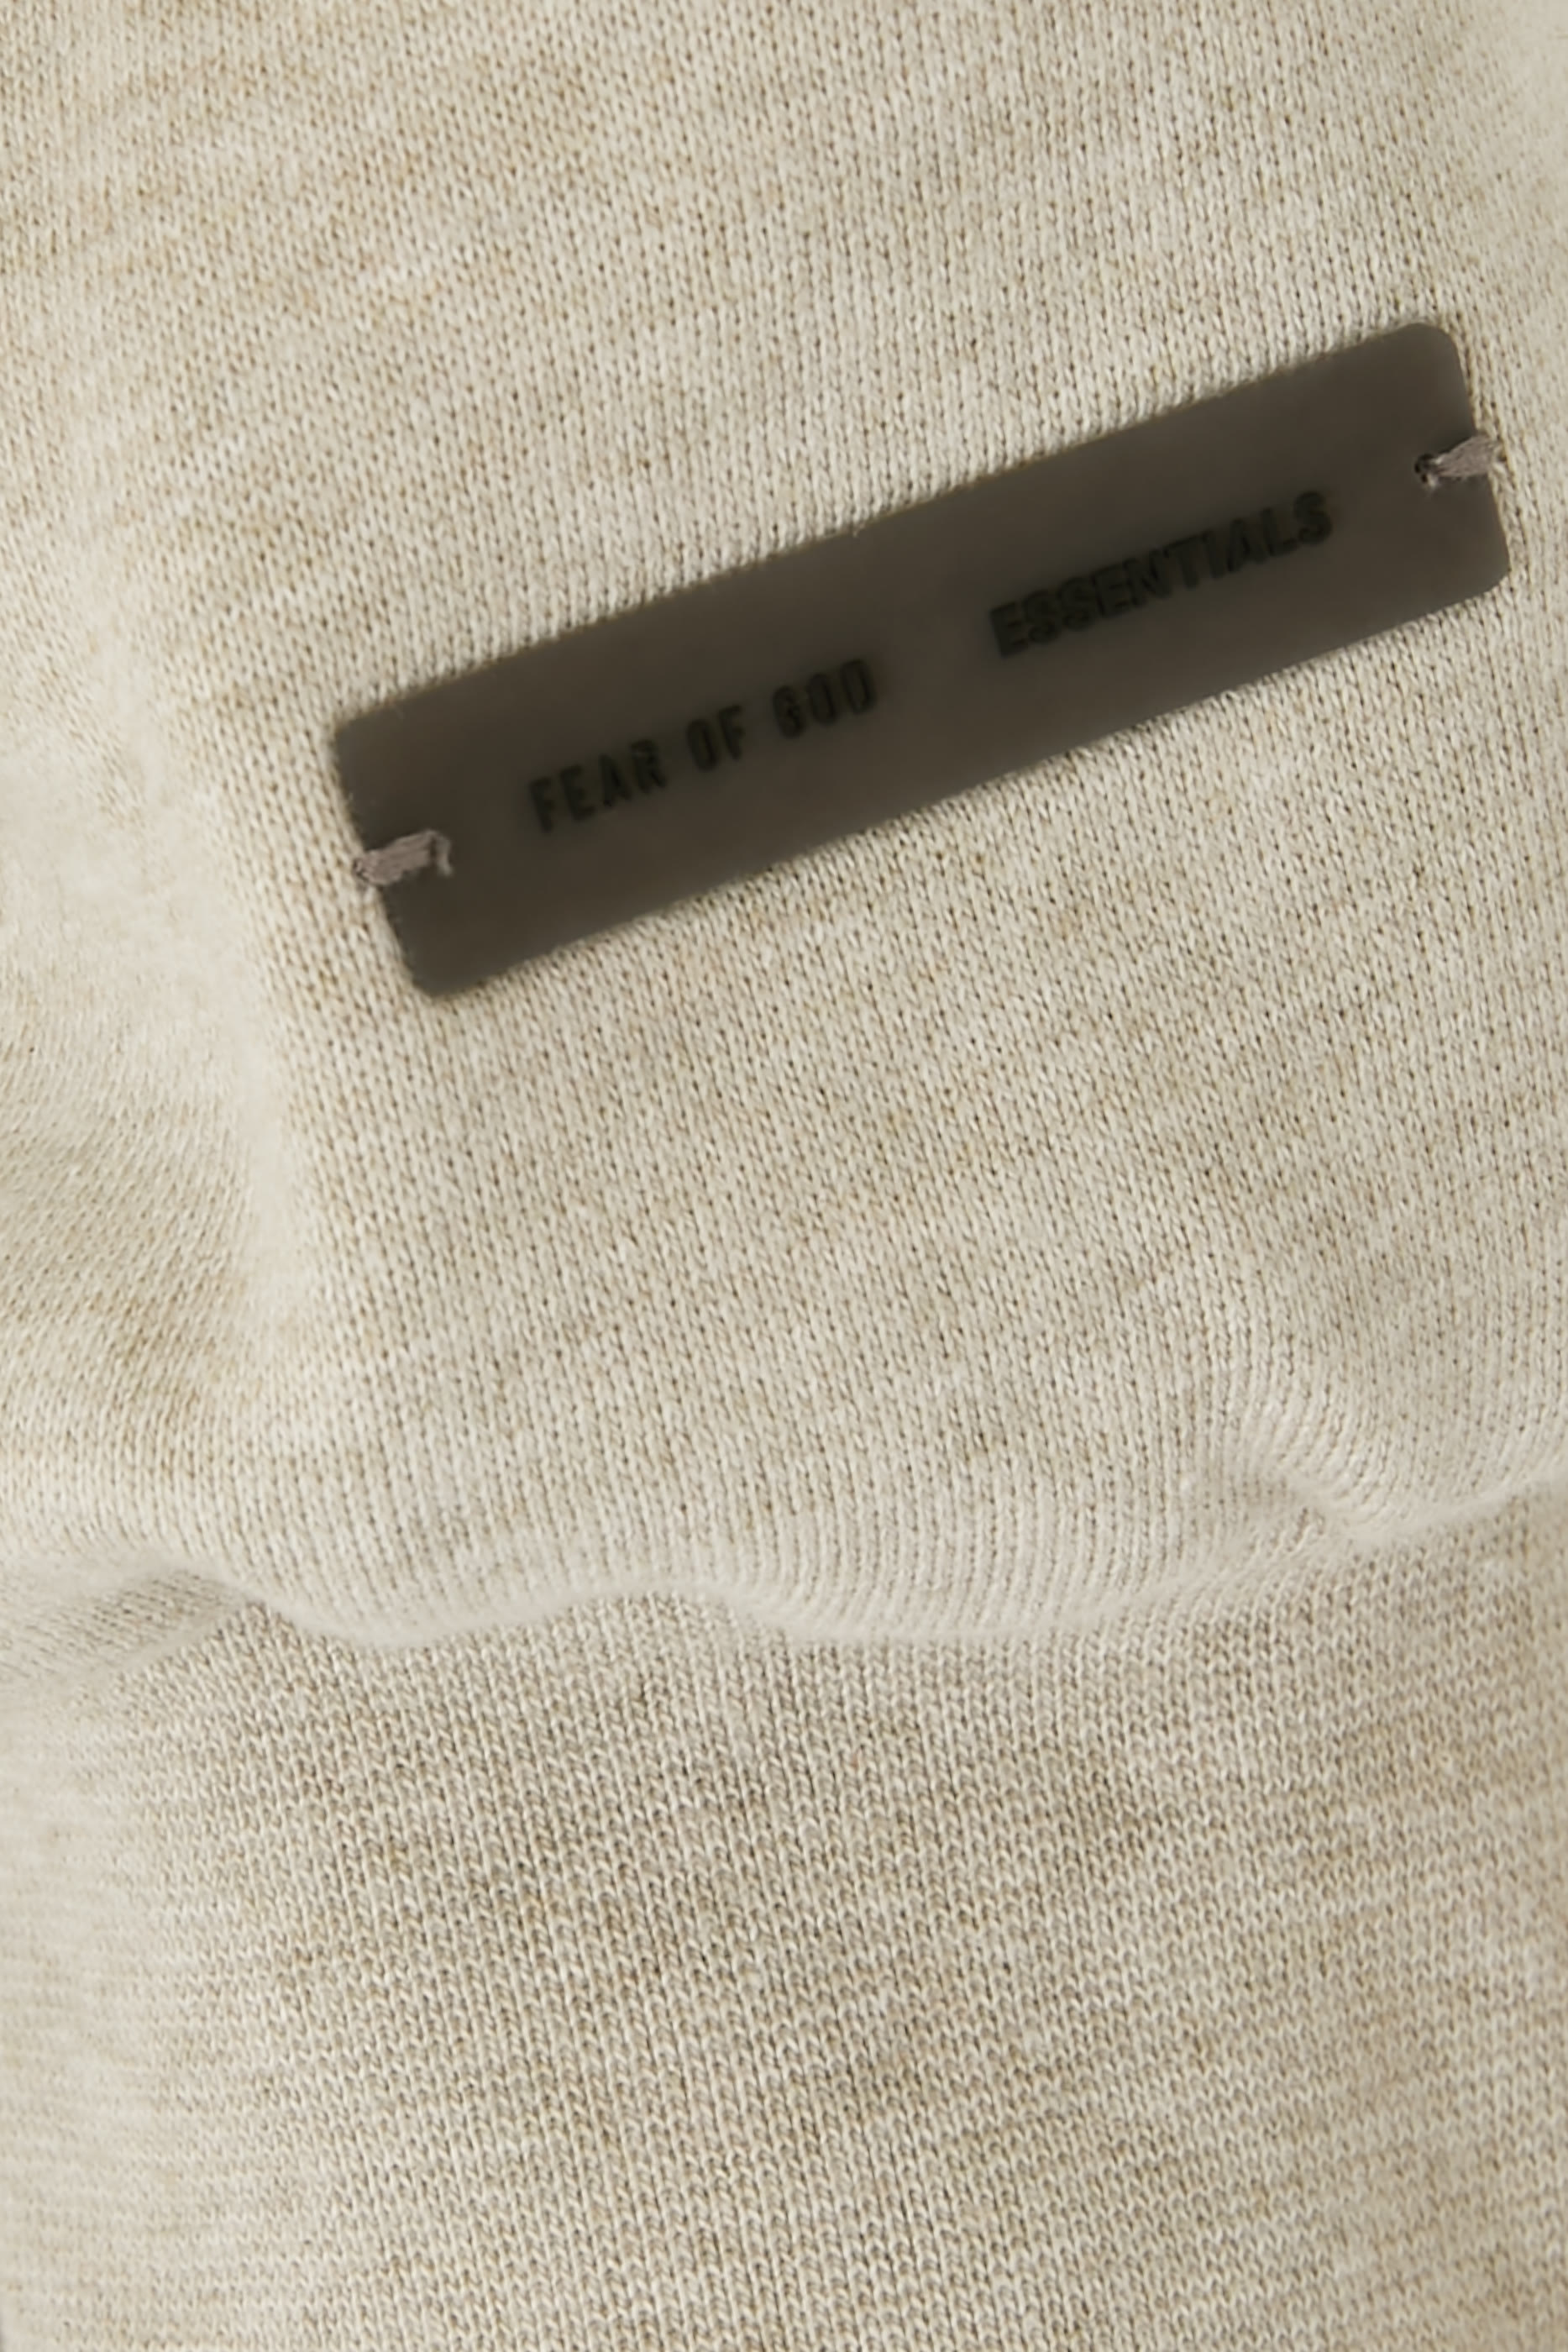 FEAR OF GOD ESSENTIALS